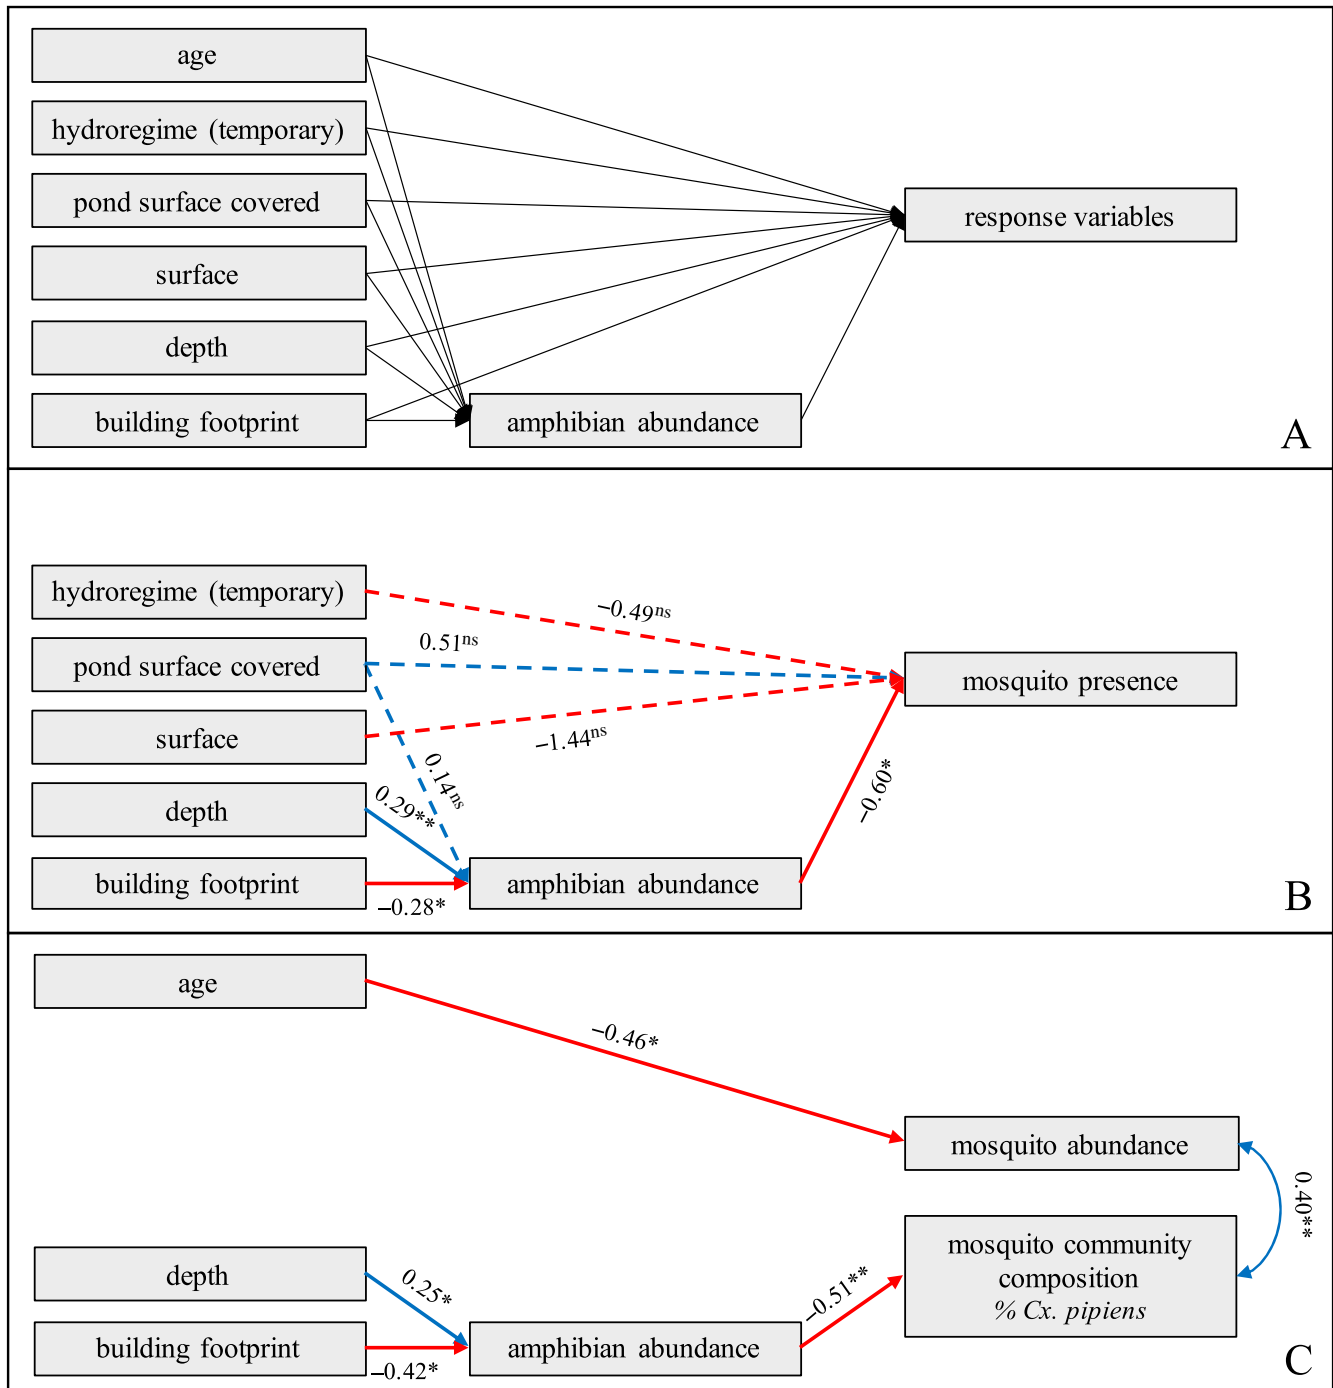 age
hydroregime (temporary)
pond surface covered
surface
depth
building footprint
amphibian abundance
response variables
A
hydroregime (temporary)
pond surface covered
surface
depth
building footprint
amphibian abundance
mosquito presence
−0.49ns
0.51ns
−1.44ns
0.14ns
0.29**
−0.28*
−0.60*
B
age
−0.46*
mosquito abundance
0.40**
mosquito community
composition
% Cx. pipiens
depth
building footprint
0.25*
−0.42*
amphibian abundance
−0.51**
C